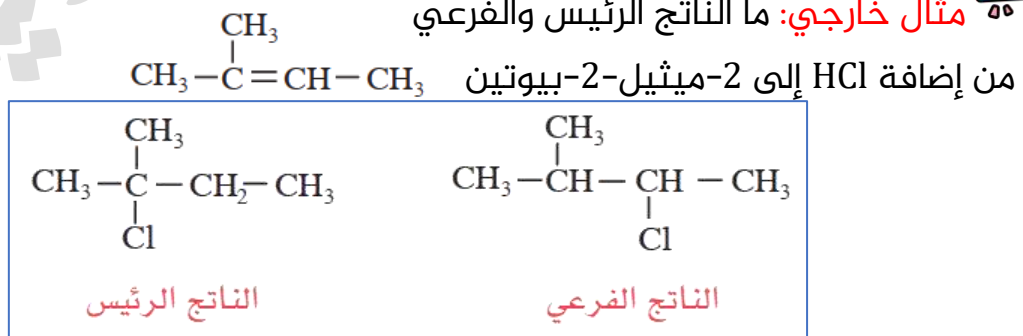 مثال خارجي: ما الناتج الرئيس والفرعي
من إضافة HCl إلى 2-ميثيل-2-بيوتين
CH₃
CH₃–C=CH–CH₃
CH₃
CH₃–C–CH₂–CH₃
Cl
الناتج الرئيس
CH₃
CH₃–CH–CH–CH₃
Cl
الناتج الفرعي